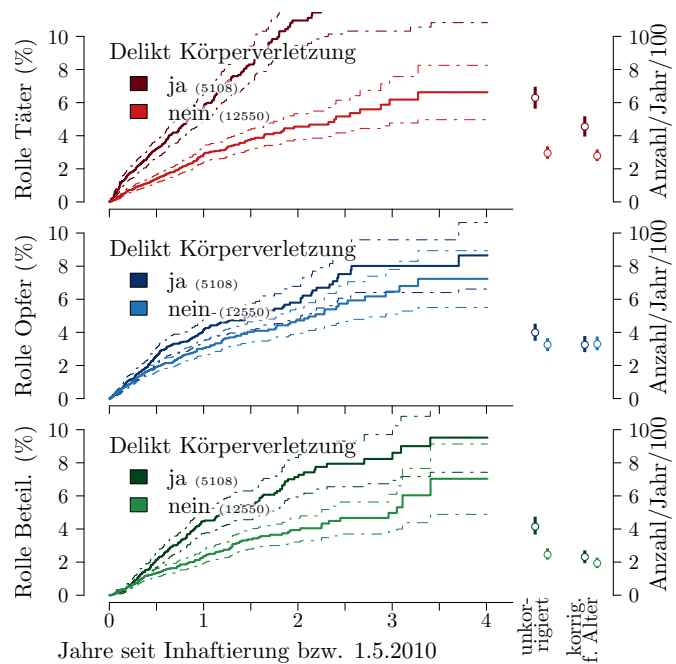 Rolle Täter (%)
10
8
6
4
2
0
Delikt Körperverletzung
ja (5108)
nein (12550)
10
8
6
4
2
0
Anzahl/Jahr/100
Rolle Opfer (%)
10
8
6
4
2
0
Delikt Körperverletzung
ja (5108)
nein (12550)
10
8
6
4
2
0
Anzahl/Jahr/100
Rolle Beteil. (%)
10
8
6
4
2
0
Delikt Körperverletzung
ja (5108)
nein (12550)
10
8
6
4
2
0
Anzahl/Jahr/100
0 1 2 3 4
Jahre seit Inhaftierung bzw. 1.5.2010
unkor-
rigiert
korrig.
f. Alter